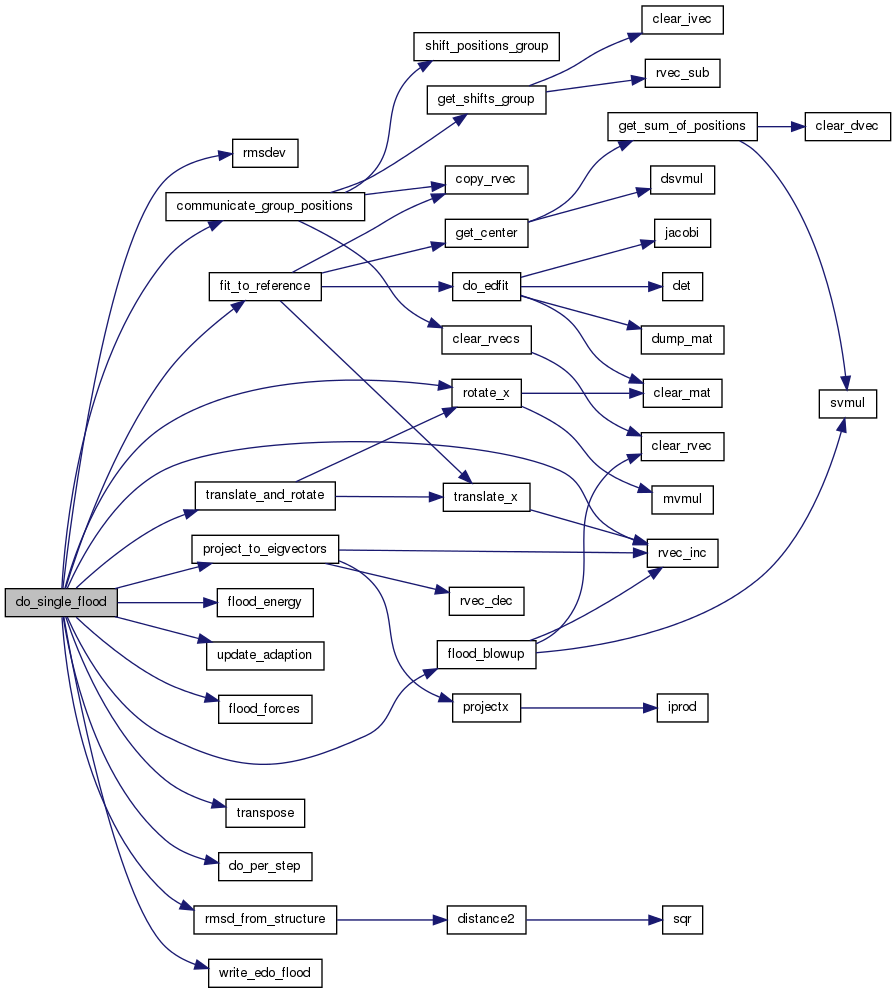 clear_ivec
shift_positions_group
rvec_sub
get_shifts_group
get_sum_of_positions
clear_dvec
rmsdev
copy_rvec
dsvmul
communicate_group_positions
get_center
jacobi
fit_to_reference
do_edfit
det
clear_rvecs
dump_mat
rotate_x
clear_mat
svmul
clear_rvec
translate_and_rotate
translate_x
mvmul
project_to_eigvectors
rvec_inc
do_single_flood
flood_energy
rvec_dec
update_adaption
flood_blowup
flood_forces
projectx
iprod
transpose
do_per_step
rmsd_from_structure
distance2
sqr
write_edo_flood